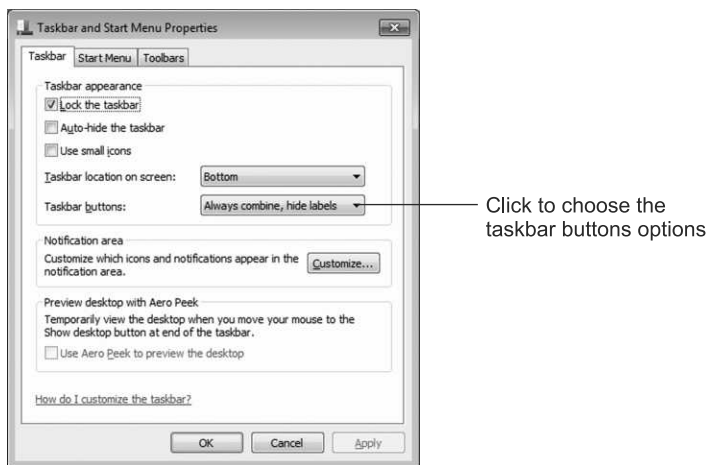 Taskbar and Start Menu Properties
Taskbar Start Menu Toolbars
Taskbar appearance
Lock the taskbar
Auto-hide the taskbar
Use small icons
Taskbar location on screen: Bottom
Taskbar buttons: Always combine, hide labels
Click to choose the
taskbar buttons options
Notification area
Customize which icons and notifications appear in the
notification area.
Customize...
Preview desktop with Aero Peek
Temporarily view the desktop when you move your mouse to the
Show desktop button at end of the taskbar.
Use Aero Peek to preview the desktop
How do I customize the taskbar?
OK Cancel Apply